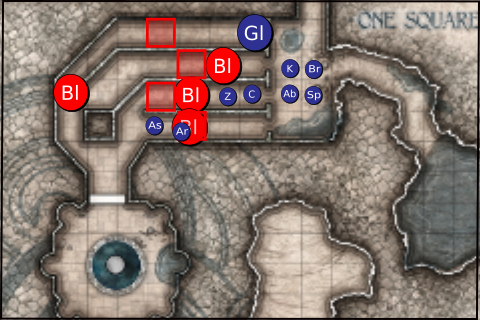 ONE SQUARE
Gl
Bl
K Br
Bl Bl Z C Ab Sp
As Ar Bl